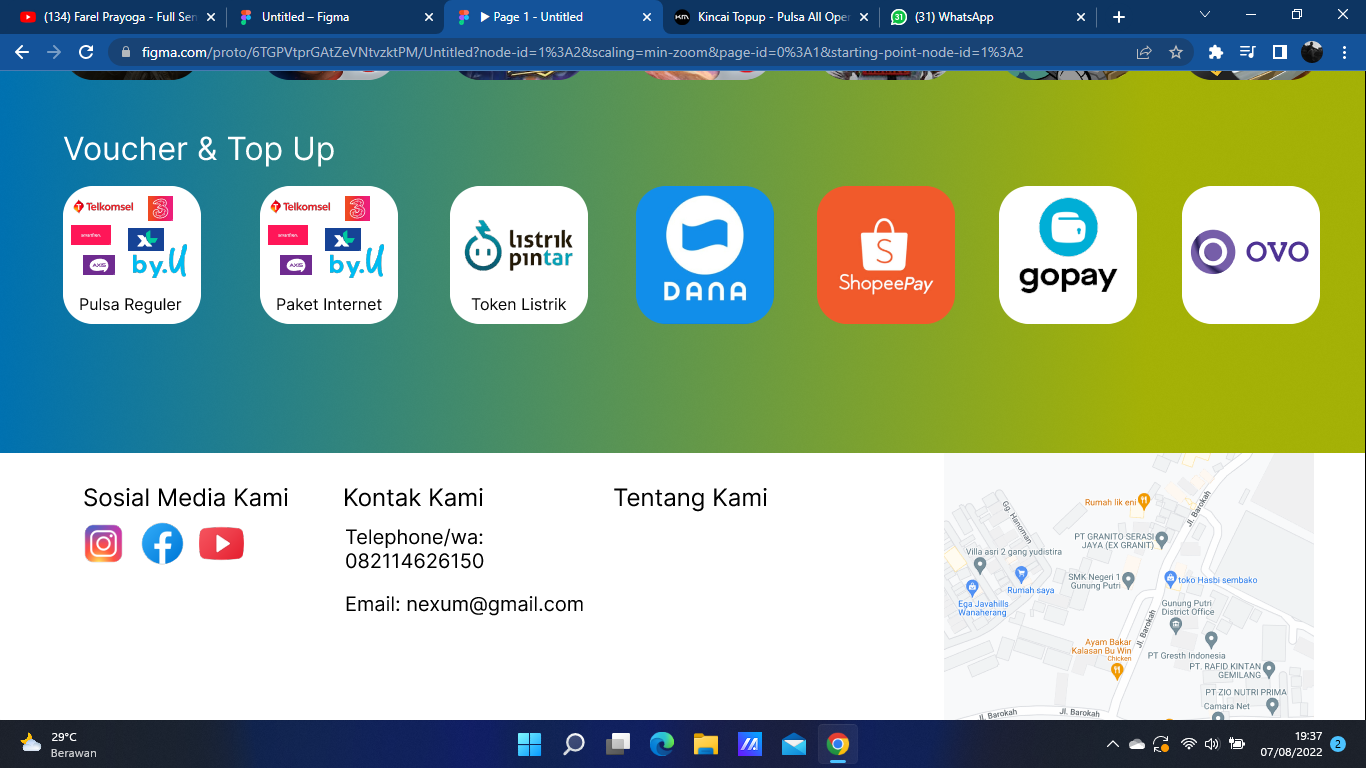 (134) Farel Prayoga - Full Sen
Untitled – Figma
▶ Page 1 - Untitled
Kincai Topup - Pulsa All Oper
(31) WhatsApp
figma.com/proto/6TGPVtprGAtZeVNtvzktPM/Untitled?node-id=1%3A2&scaling=min-zoom&page-id=0%3A1&starting-point-node-id=1%3A2
Voucher & Top Up
Telkomsel
3
smartfren
XL
AXIS
by.U
Pulsa Reguler
Telkomsel
3
smartfren
XL
AXIS
by.U
Paket Internet
listrik
pintar
Token Listrik
DANA
S
ShopeePay
gopay
OVO
Sosial Media Kami
Kontak Kami
Telephone/wa:
082114626150
Email: nexum@gmail.com
Tentang Kami
Rumah lik eni
Jl. Barokah
Gg. Hanoman
PT GRANITO SERASI
JAYA (EX GRANIT)
Villa asri 2 gang yudistira
SMK Negeri 1
Gunung Putri
toko Hasbi sembako
Rumah saya
Ega Javahills
Wanaherang
Gunung Putri
District Office
Jl. Barokah
Ayam Bakar
Kalasan Bu Win
Chicken
PT Gresth Indonesia
PT. RAFID KINTAN
GEMILANG
PT ZIO NUTRI PRIMA
Camara Net
Jl. Barokah
Jl. Barokah
29°C
Berawan
19:37
07/08/2022
2